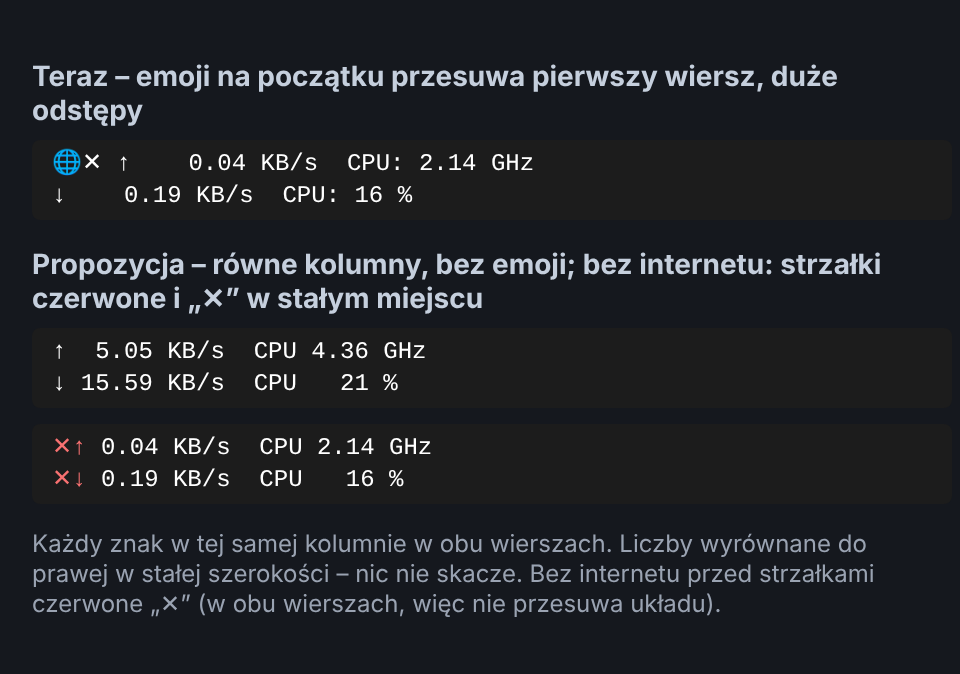 Teraz – emoji na początku przesuwa pierwszy wiersz, duże
odstępy
🌐✕ ↑    0.04 KB/s  CPU: 2.14 GHz
↓    0.19 KB/s  CPU: 16 %
Propozycja – równe kolumny, bez emoji; bez internetu: strzałki
czerwone i „✕” w stałym miejscu
↑  5.05 KB/s  CPU 4.36 GHz
↓ 15.59 KB/s  CPU   21 %
✕↑ 0.04 KB/s  CPU 2.14 GHz
✕↓ 0.19 KB/s  CPU   16 %
Każdy znak w tej samej kolumnie w obu wierszach. Liczby wyrównane do
prawej w stałej szerokości – nic nie skacze. Bez internetu przed strzałkami
czerwone „✕” (w obu wierszach, więc nie przesuwa układu).